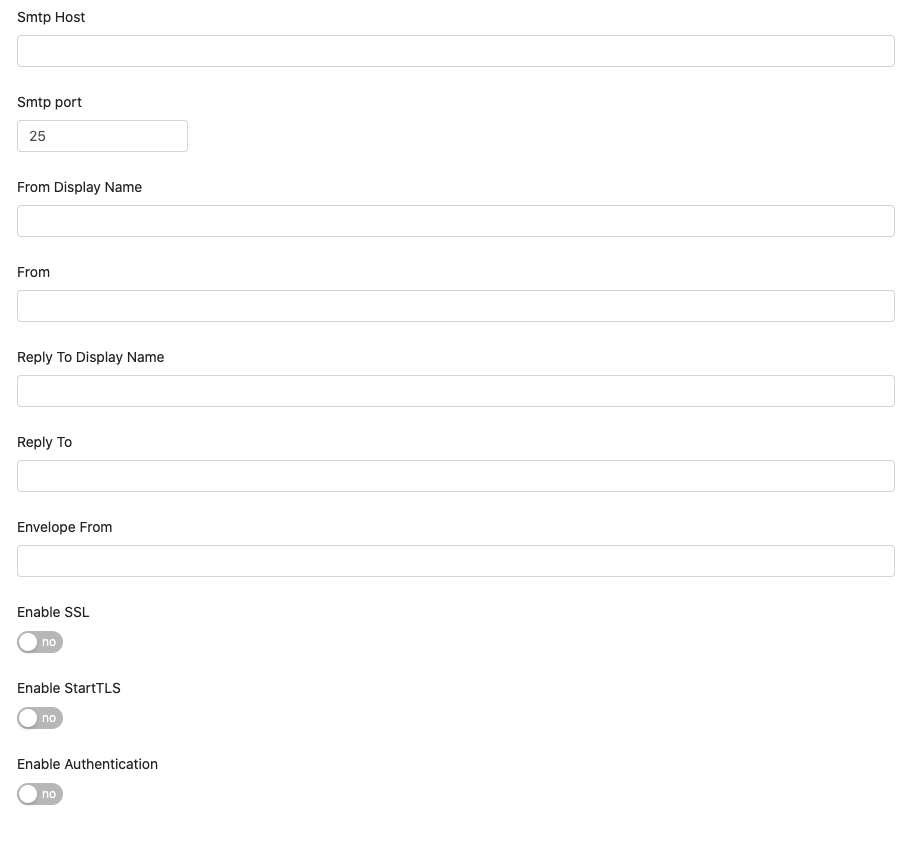 Smtp Host
Smtp port
25
From Display Name
From
Reply To Display Name
Reply To
Envelope From
Enable SSL
no
Enable StartTLS
no
Enable Authentication
no